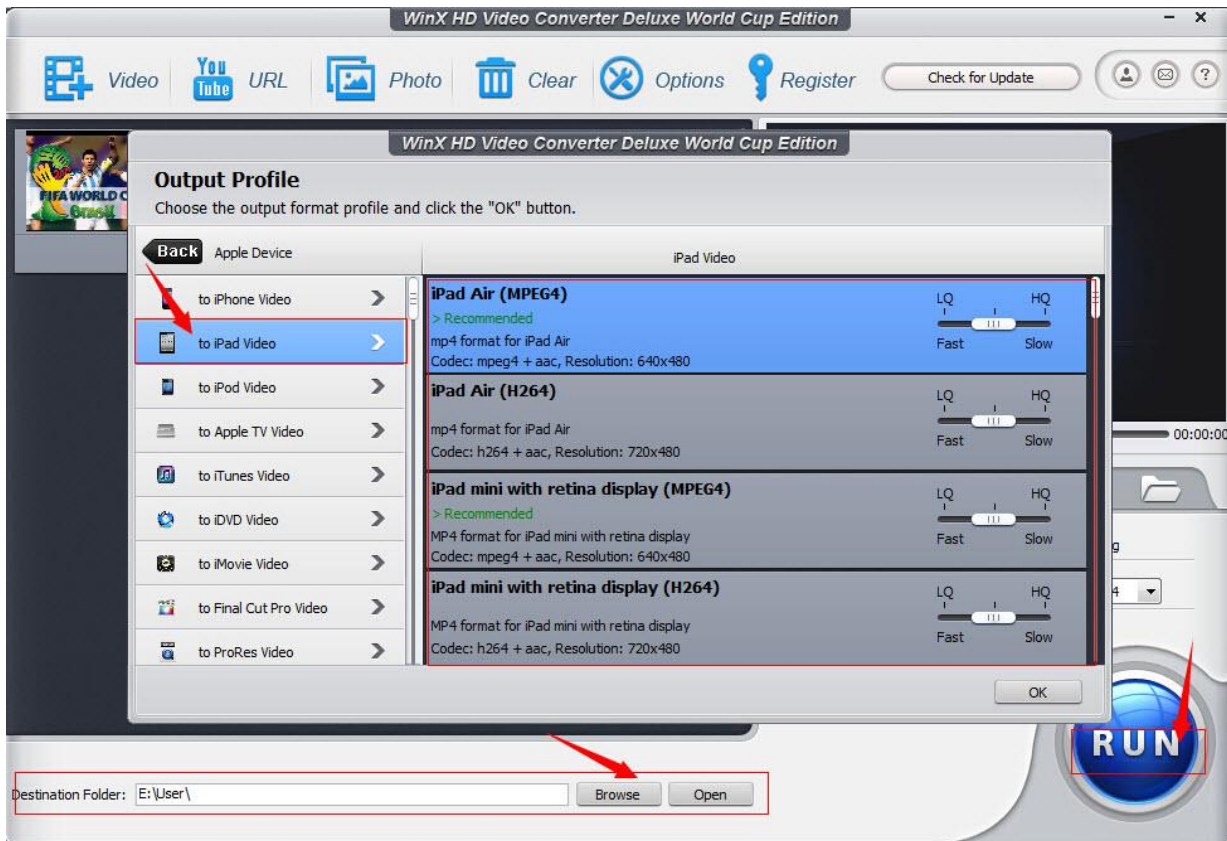 WinX HD Video Converter Deluxe World Cup Edition
Video
You Tube URL
Photo
Clear
Options
Register
Check for Update
WinX HD Video Converter Deluxe World Cup Edition
FIFA WORLD C
Brasil
Output Profile
Choose the output format profile and click the "OK" button.
Back Apple Device
iPad Video
to iPhone Video
to iPad Video
to iPod Video
to Apple TV Video
to iTunes Video
to iDVD Video
to iMovie Video
to Final Cut Pro Video
to ProRes Video
iPad Air (MPEG4)
> Recommended
mp4 format for iPad Air
Codec: mpeg4 + aac, Resolution: 640x480
LQ HQ
Fast Slow
iPad Air (H264)
mp4 format for iPad Air
Codec: h264 + aac, Resolution: 720x480
LQ HQ
Fast Slow
iPad mini with retina display (MPEG4)
> Recommended
MP4 format for iPad mini with retina display
Codec: mpeg4 + aac, Resolution: 640x480
LQ HQ
Fast Slow
iPad mini with retina display (H264)
MP4 format for iPad mini with retina display
Codec: h264 + aac, Resolution: 720x480
LQ HQ
Fast Slow
00:00:00
g
4
OK
RUN
Destination Folder: E:\User\
Browse
Open